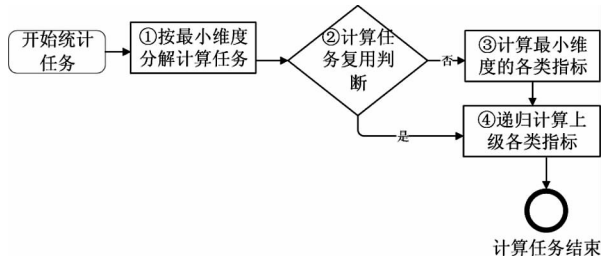 开始统计
任务
①按最小维度
分解计算任务
②计算任
务复用判
断
否
③计算最小维
度的各类指标
是
④递归计算上
级各类指标
计算任务结束